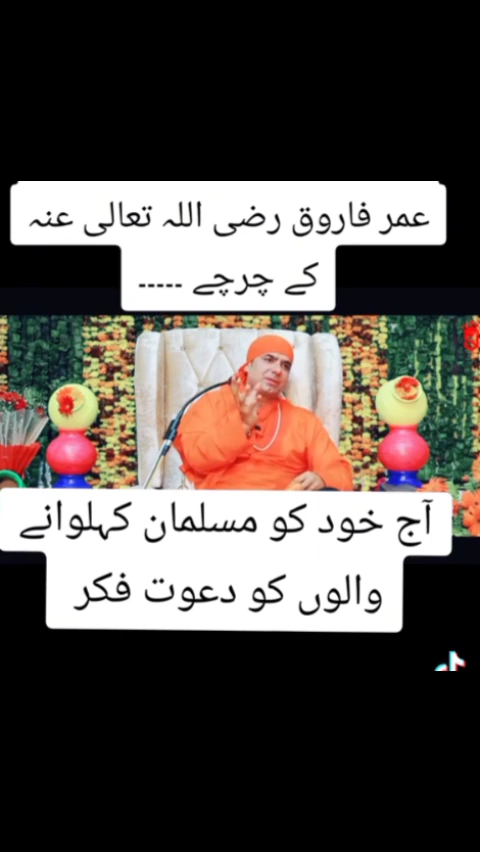 عمر فاروق رضی اللہ تعالی عنہ
کے چرچے -----
آج خود کو مسلمان کہلوانے
والوں کو دعوت فکر